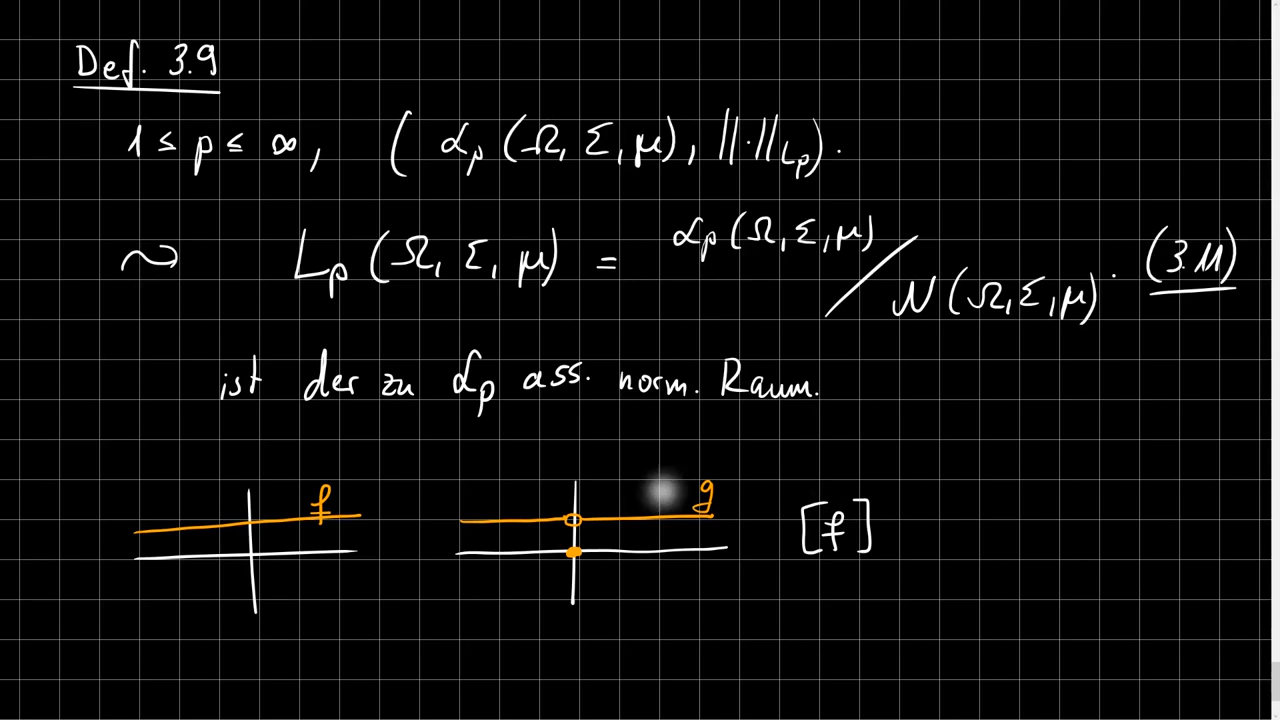 Def. 3.9
1 ≤ p ≤ ∞, ( ℒp (Ω, Σ, μ), ||·||Lp).
⇝ Lp (Ω, Σ, μ) = ℒp (Ω, Σ, μ) / N (Ω, Σ, μ). (3.11)
ist der zu ℒp ass. norm. Raum.
f g [f]